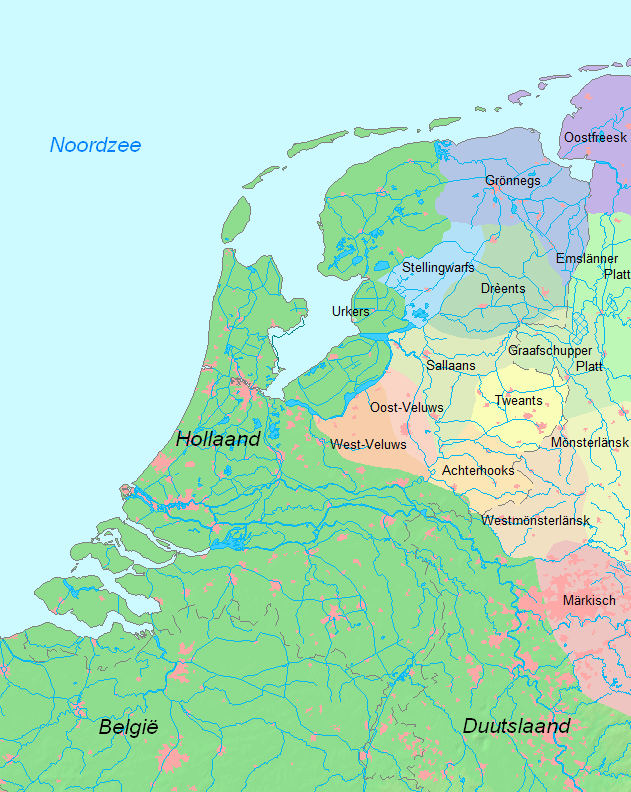 Oostfreesk
Noordzee
Grönnegs
Emslänner
Platt
Stellingwarfs
Drèents
Urkers
Graafschupper
Platt
Sallaans
Tweants
Oost-Veluws
Hollaand
West-Veluws
Mönsterlänsk
Achterhooks
Westmönsterlänsk
Märkisch
België
Duutslaand